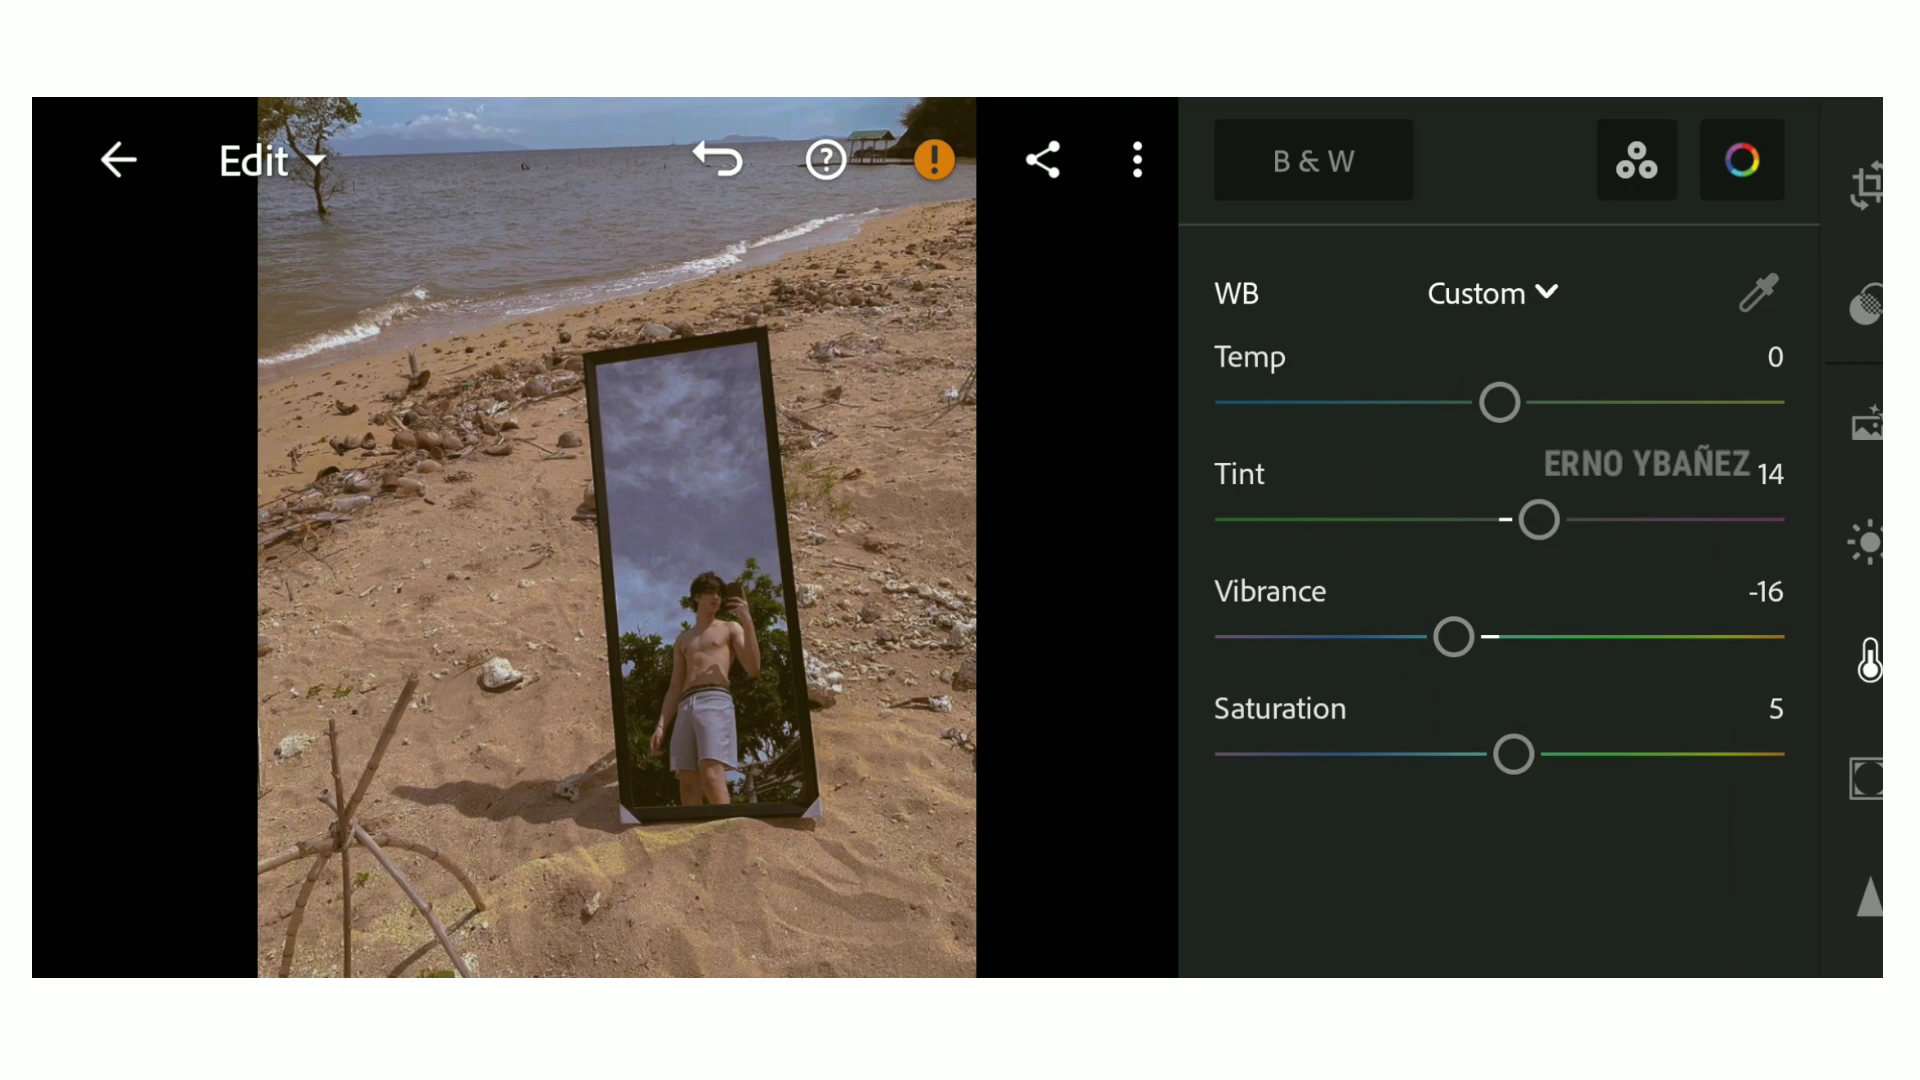 Edit
B & W
WB Custom
Temp 0
ERNO YBAÑEZ
Tint 14
Vibrance -16
Saturation 5